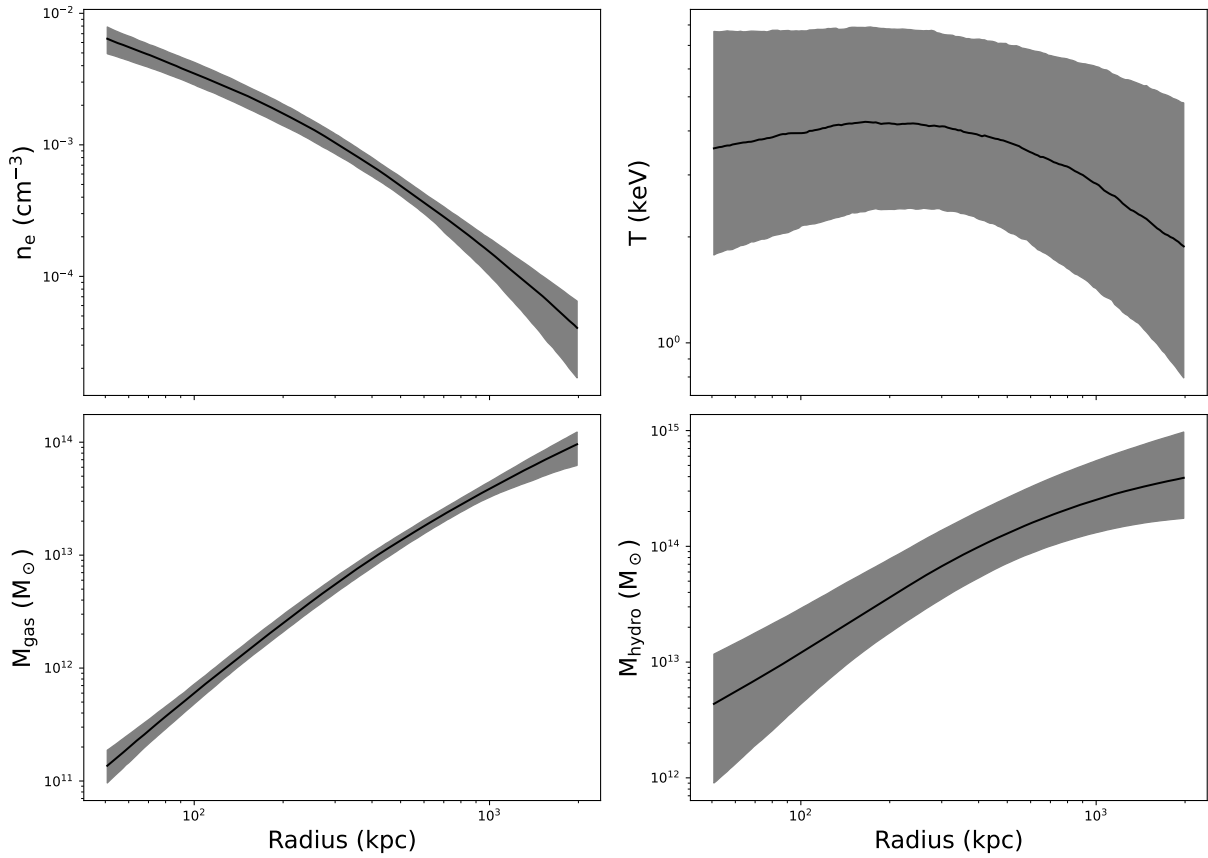 10⁻²
10⁻³
10⁻⁴
nₑ (cm⁻³)
10⁰
T (keV)
10¹⁴
10¹³
10¹²
10¹¹
M_gas (M_⊙)
10² 10³
Radius (kpc)
10¹⁵
10¹⁴
10¹³
10¹²
M_hydro (M_⊙)
10² 10³
Radius (kpc)